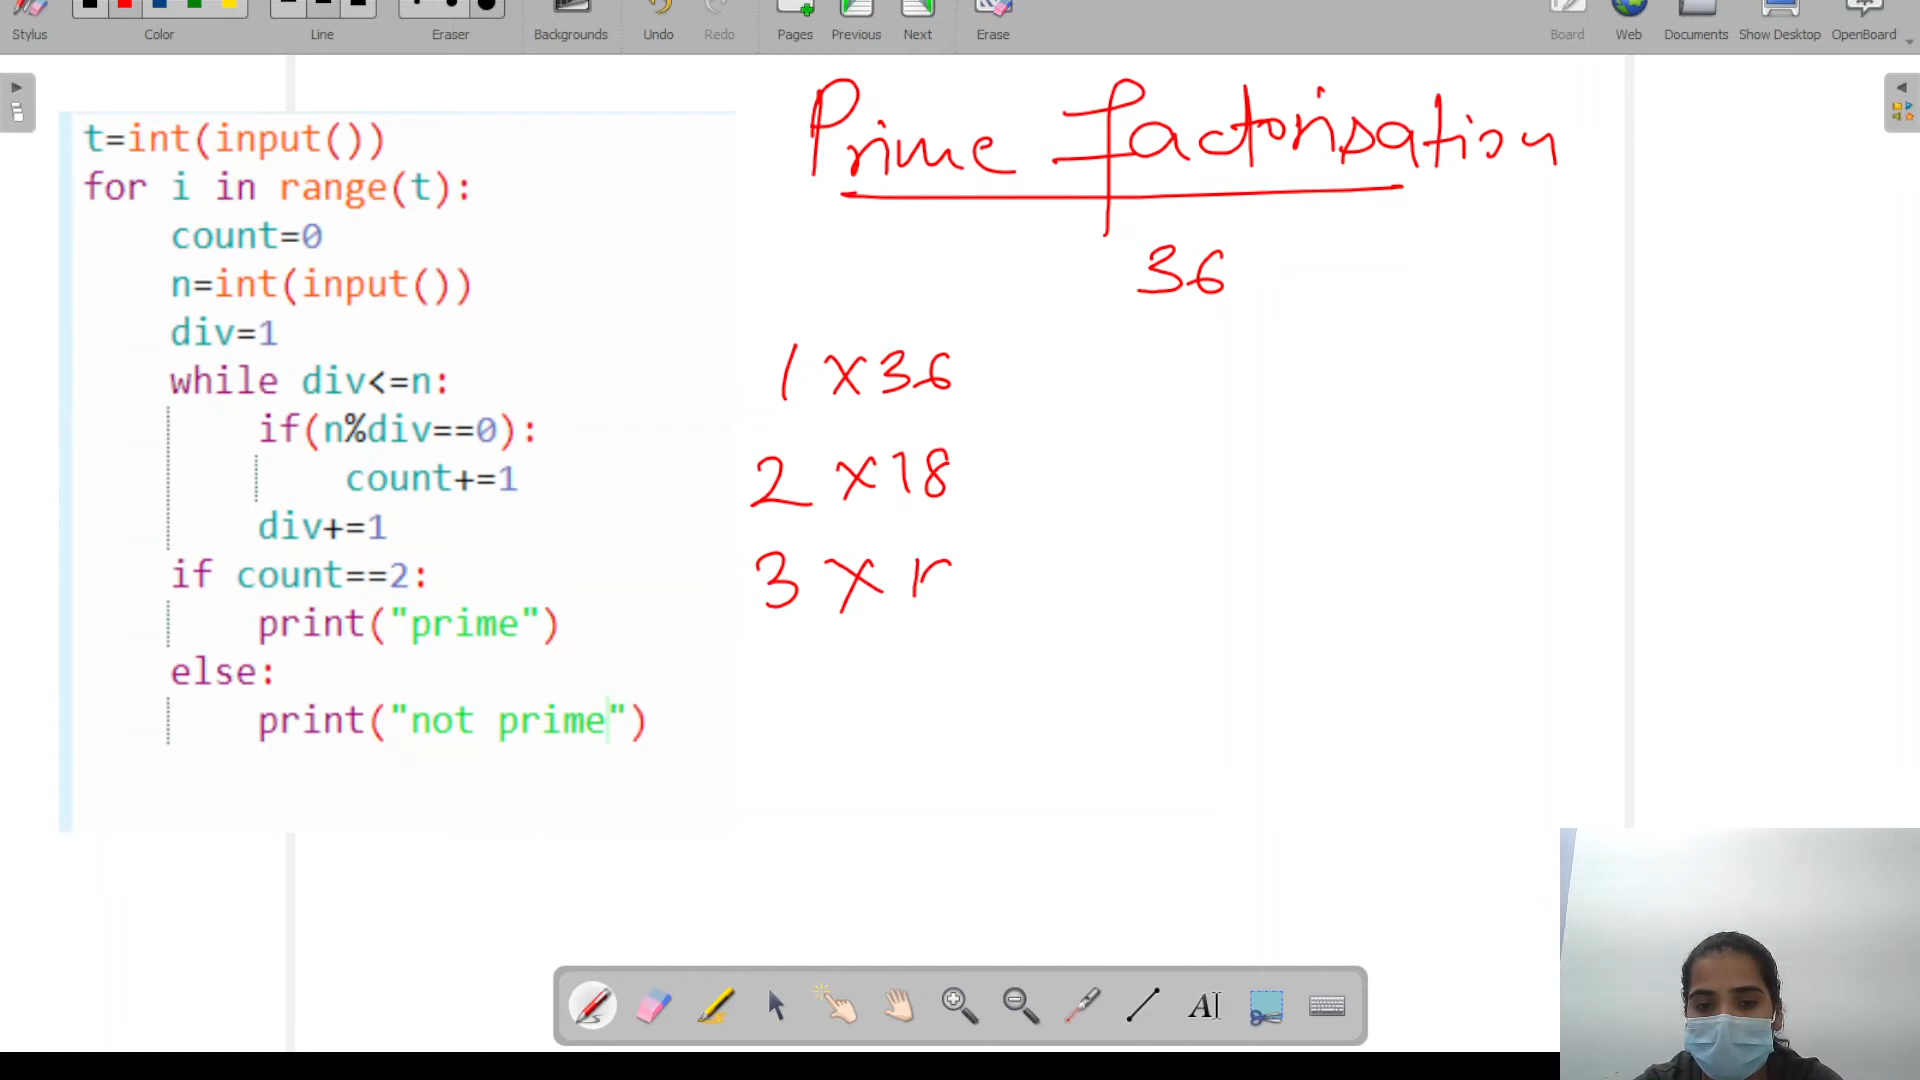 Stylus Color Line Eraser Backgrounds Undo Redo Pages Previous Next Erase Board Web Documents Show Desktop OpenBoard
t=int(input())
for i in range(t):
    count=0
    n=int(input())
    div=1
    while div<=n:
        if(n%div==0):
            count+=1
        div+=1
    if count==2:
        print("prime")
    else:
        print("not prime")
Prime factorisation
36
1 x 36
2 x 18
3 x